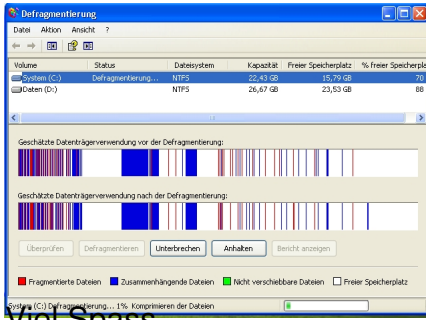 Defragmentierung
Datei Aktion Ansicht ?
Volume Status Dateisystem Kapazität Freier Speicherplatz % freier Speicherpla
System (C:) Defragmentierung... NTFS 22,43 GB 15,79 GB 70
Daten (D:) NTFS 26,67 GB 23,53 GB 88
Geschätzte Datenträgerverwendung vor der Defragmentierung:
Geschätzte Datenträgerverwendung nach der Defragmentierung:
Überprüfen Defragmentieren Unterbrechen Anhalten Bericht anzeigen
Fragmentierte Dateien Zusammenhängende Dateien Nicht verschiebbare Dateien Freier Speicherplatz
System (C:) Defragmentierung... 1% Komprimieren der Dateien
Viel Spass